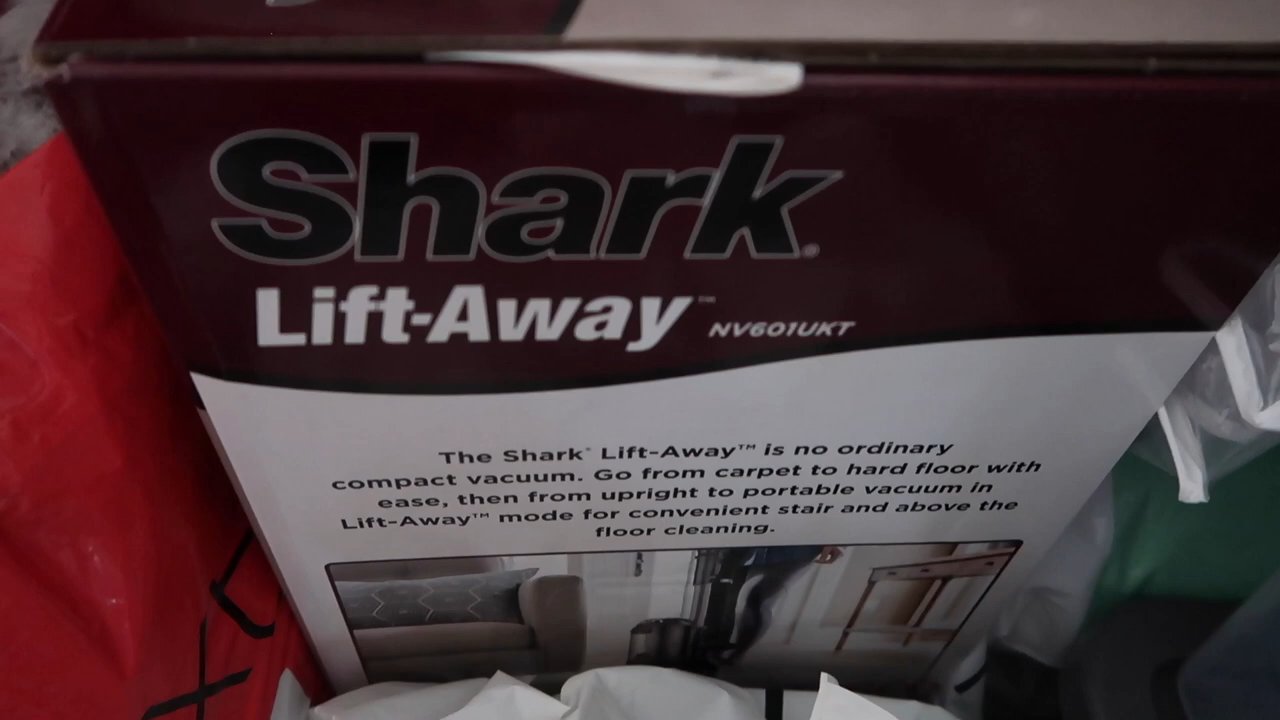 Shark®
Lift-Away™ NV601UKT
The Shark® Lift-Away™ is no ordinary
compact vacuum. Go from carpet to hard floor with
ease, then from upright to portable vacuum in
Lift-Away™ mode for convenient stair and above the
floor cleaning.